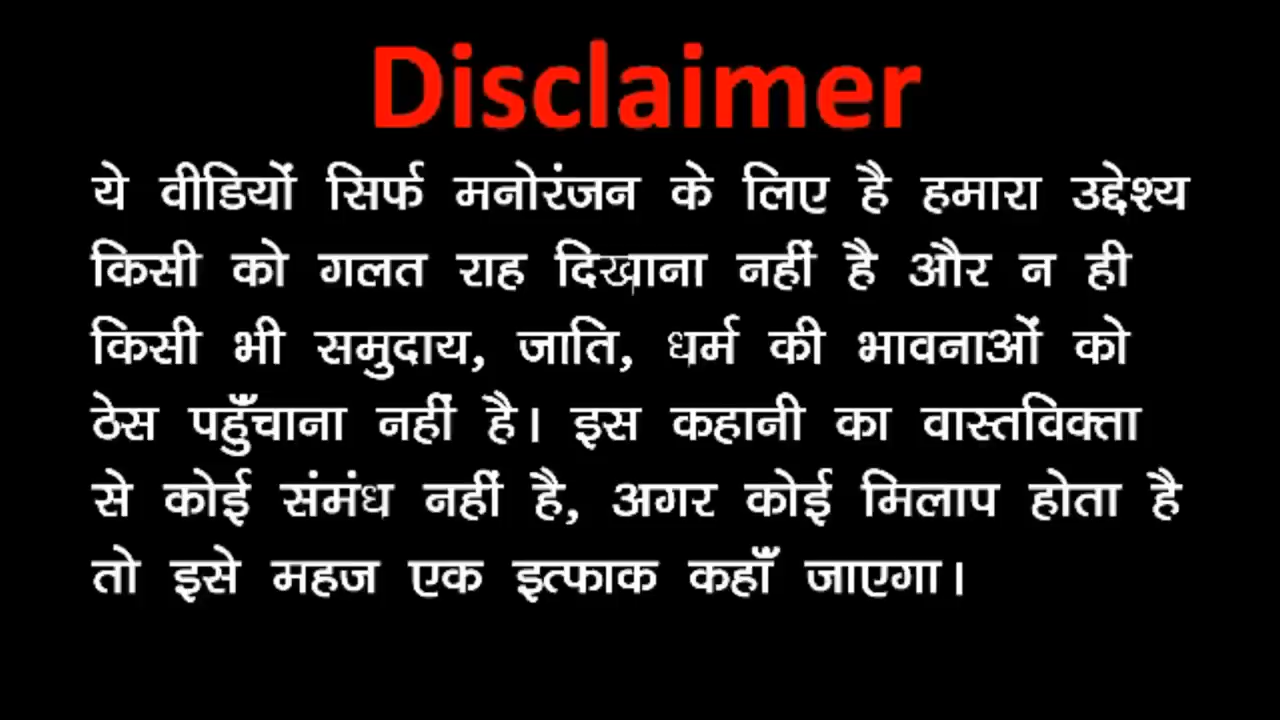 Disclaimer
ये वीडियों सिर्फ मनोरंजन के लिए है हमारा उद्देश्य
किसी को गलत राह दिखाना नहीं है और न ही
किसी भी समुदाय, जाति, धर्म की भावनाओं को
ठेस पहुँचाना नहीं है। इस कहानी का वास्तविक्ता
से कोई संमंध नहीं है, अगर कोई मिलाप होता है
तो इसे महज एक इत्फाक कहाँ जाएगा।